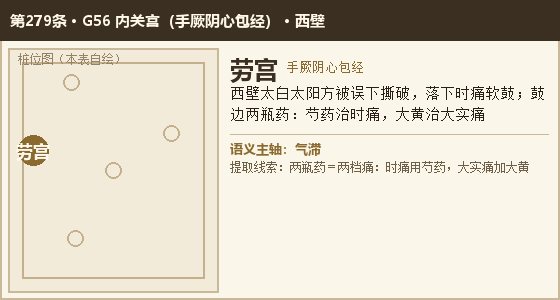 第279条・G56 内关宫（手厥阴心包经）・西壁
桩位图（本表自绘）
劳宫
劳宫 手厥阴心包经
西壁太白太阳方被误下撕破，落下时痛软鼓；鼓
边两瓶药：芍药治时痛，大黄治大实痛
语义主轴：气滞
提取线索：两瓶药＝两档痛：时痛用芍药，大实痛加大黄